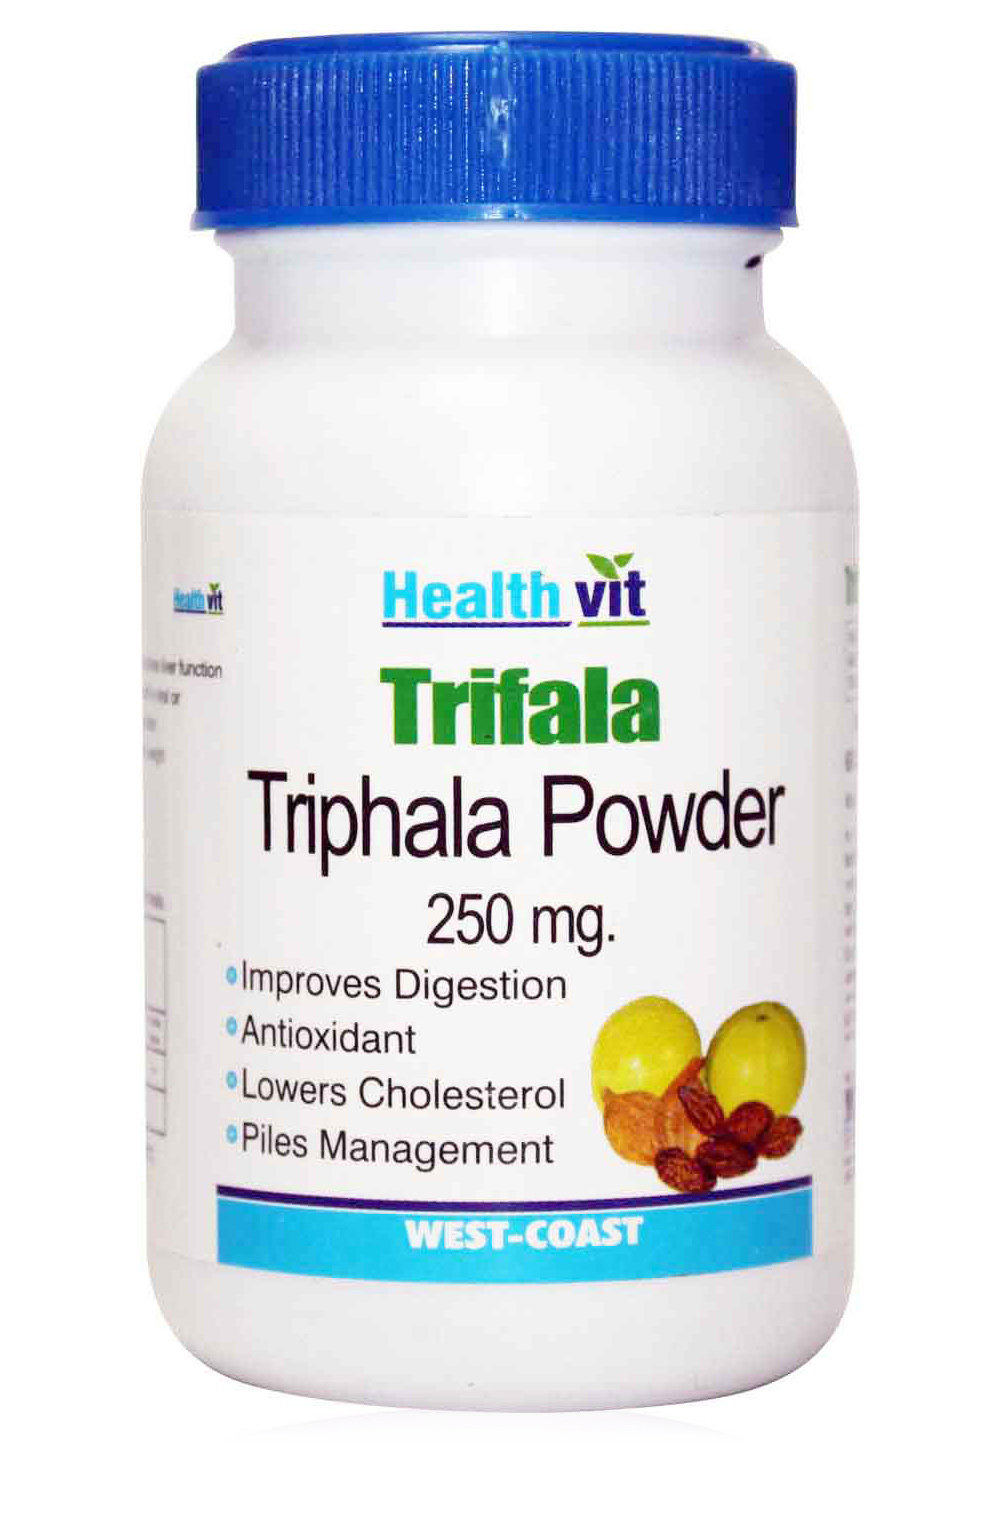 Health vit
Trifala
Triphala Powder
250 mg.
Improves Digestion
Antioxidant
Lowers Cholesterol
Piles Management
WEST-COAST
Health vit
function
or